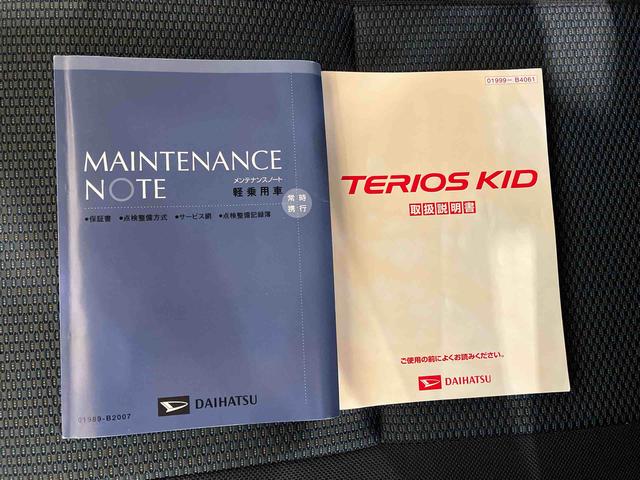 MAINTENANCE
NOTE
メンテナンスノート
軽乗用車
常時
携行
●保証書 ●点検整備方式 ●サービス網 ●点検整備記録簿
DAIHATSU
01989-B2007
01999-B4061
TERIOS KID
取扱説明書
ご使用の前によくお読みください。
DAIHATSU